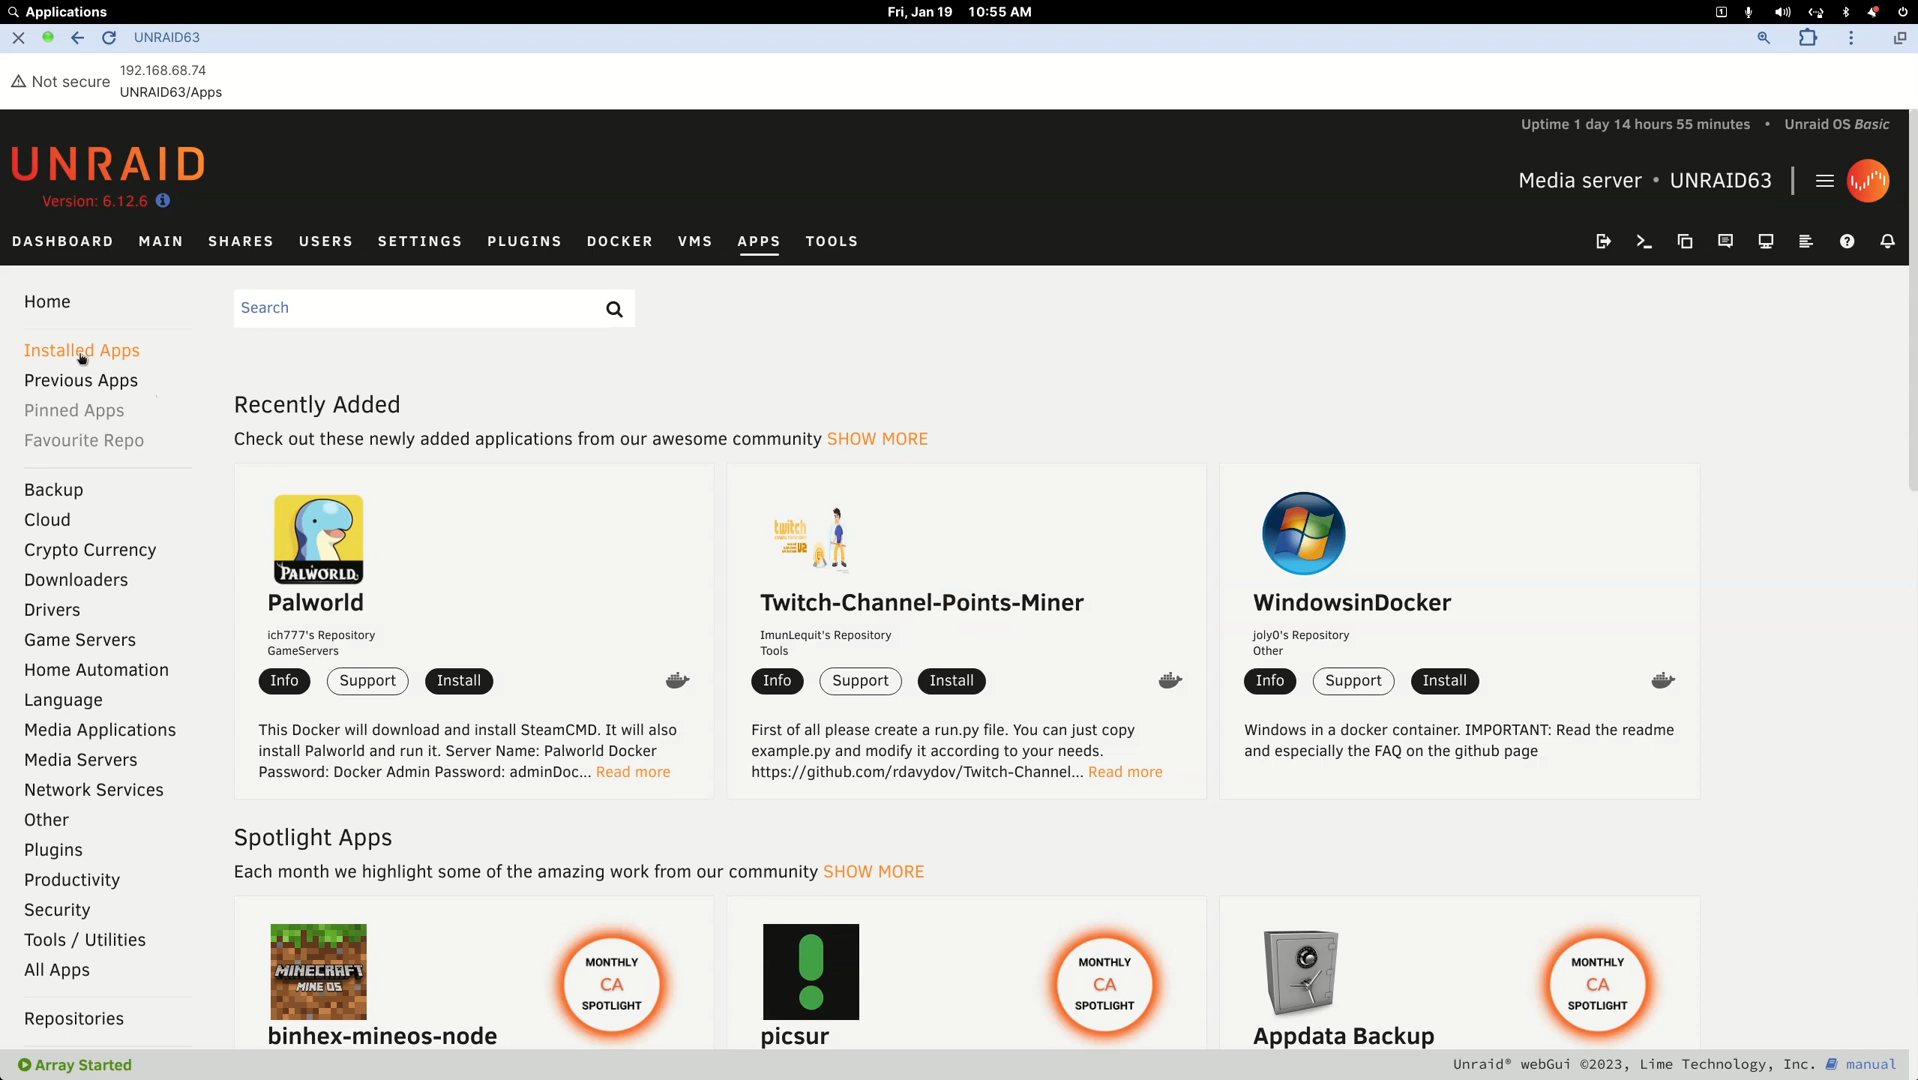 Applications
Fri, Jan 19 10:55 AM
UNRAID63
Not secure
192.168.68.74
UNRAID63/Apps
Uptime 1 day 14 hours 55 minutes • Unraid OS Basic
UNRAID
Version: 6.12.6
Media server • UNRAID63
DASHBOARD MAIN SHARES USERS SETTINGS PLUGINS DOCKER VMS APPS TOOLS
Home
Installed Apps
Previous Apps
Pinned Apps
Favourite Repo
Backup
Cloud
Crypto Currency
Downloaders
Drivers
Game Servers
Home Automation
Language
Media Applications
Media Servers
Network Services
Other
Plugins
Productivity
Security
Tools / Utilities
All Apps
Repositories
Search
Recently Added
Check out these newly added applications from our awesome community SHOW MORE
PALWORLD
Palworld
ich777's Repository
GameServers
Info Support Install
This Docker will download and install SteamCMD. It will also
install Palworld and run it. Server Name: Palworld Docker
Password: Docker Admin Password: adminDoc... Read more
twitch
Twitch-Channel-Points-Miner
ImunLequit's Repository
Tools
Info Support Install
First of all please create a run.py file. You can just copy
example.py and modify it according to your needs.
https://github.com/rdavydov/Twitch-Channel... Read more
WindowsinDocker
joly0's Repository
Other
Info Support Install
Windows in a docker container. IMPORTANT: Read the readme
and especially the FAQ on the github page
Spotlight Apps
Each month we highlight some of the amazing work from our community SHOW MORE
MINECRAFT
MINE OS
MONTHLY
CA
SPOTLIGHT
binhex-mineos-node
MONTHLY
CA
SPOTLIGHT
picsur
MONTHLY
CA
SPOTLIGHT
Appdata Backup
Array Started
Unraid® webGui ©2023, Lime Technology, Inc. manual